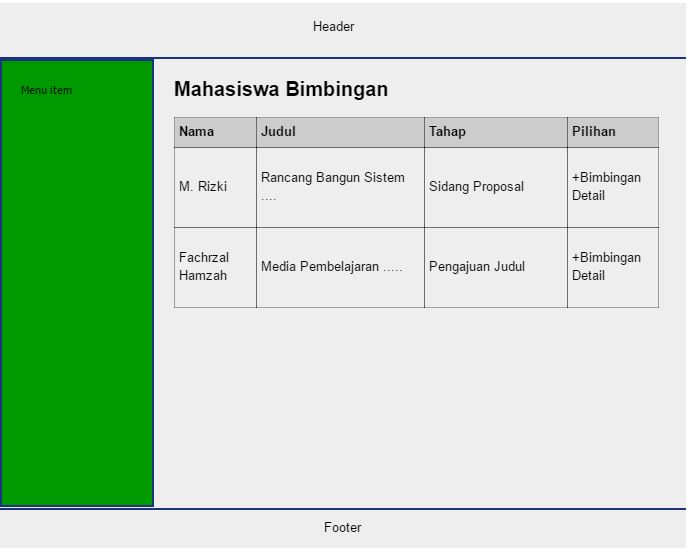 Header
Menu item
Mahasiswa Bimbingan
Nama Judul Tahap Pilihan
M. Rizki Rancang Bangun Sistem .... Sidang Proposal +Bimbingan Detail
Fachrzal Hamzah Media Pembelajaran ..... Pengajuan Judul +Bimbingan Detail
Footer